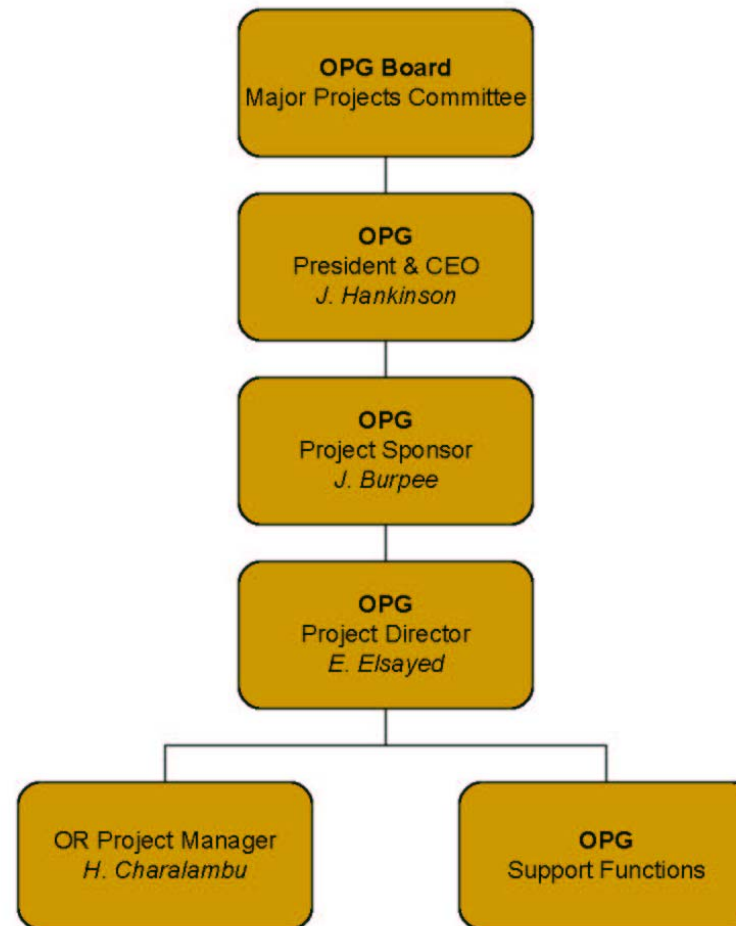 OPG Board
Major Projects Committee
OPG
President & CEO
J. Hankinson
OPG
Project Sponsor
J. Burpee
OPG
Project Director
E. Elsayed
OR Project Manager
H. Charalambu
OPG
Support Functions